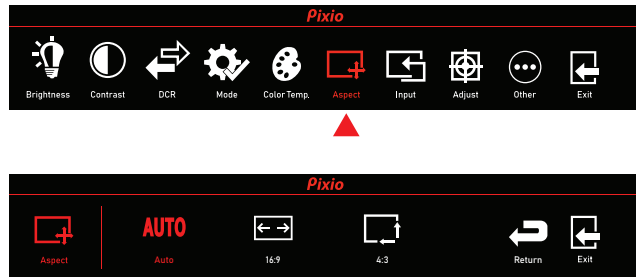 Pixio
Brightness Contrast DCR Mode Color Temp. Aspect Input Adjust Other Exit
Pixio
AUTO
Aspect Auto 16:9 4:3 Return Exit